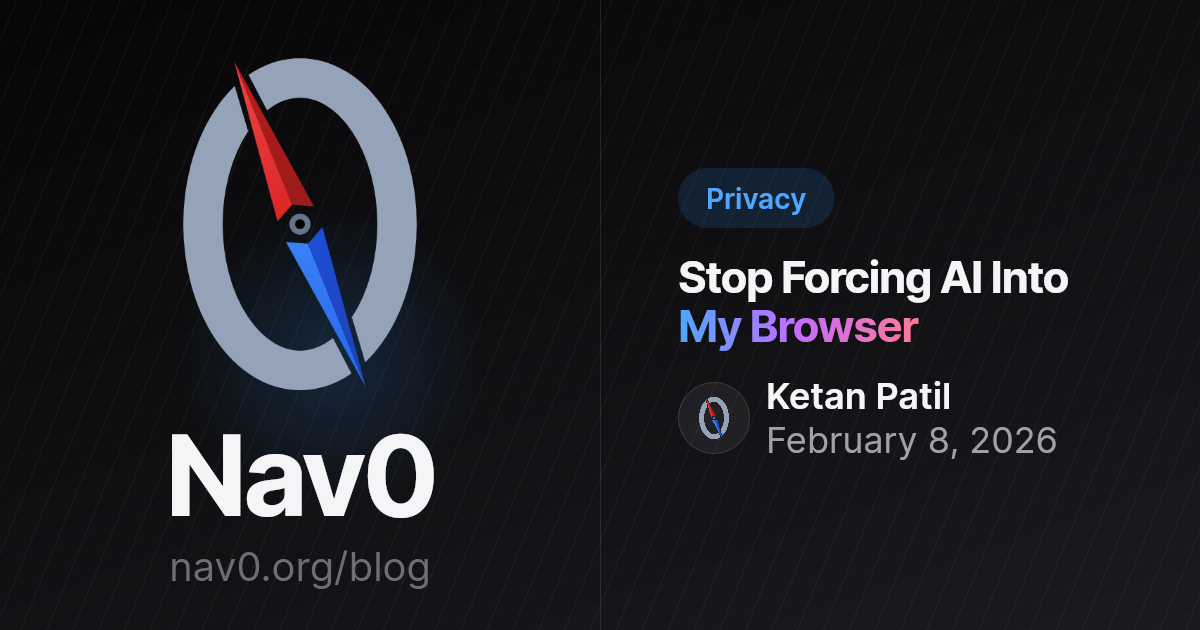 Nav0
nav0.org/blog
Privacy
Stop Forcing AI Into
My Browser
Ketan Patil
February 8, 2026